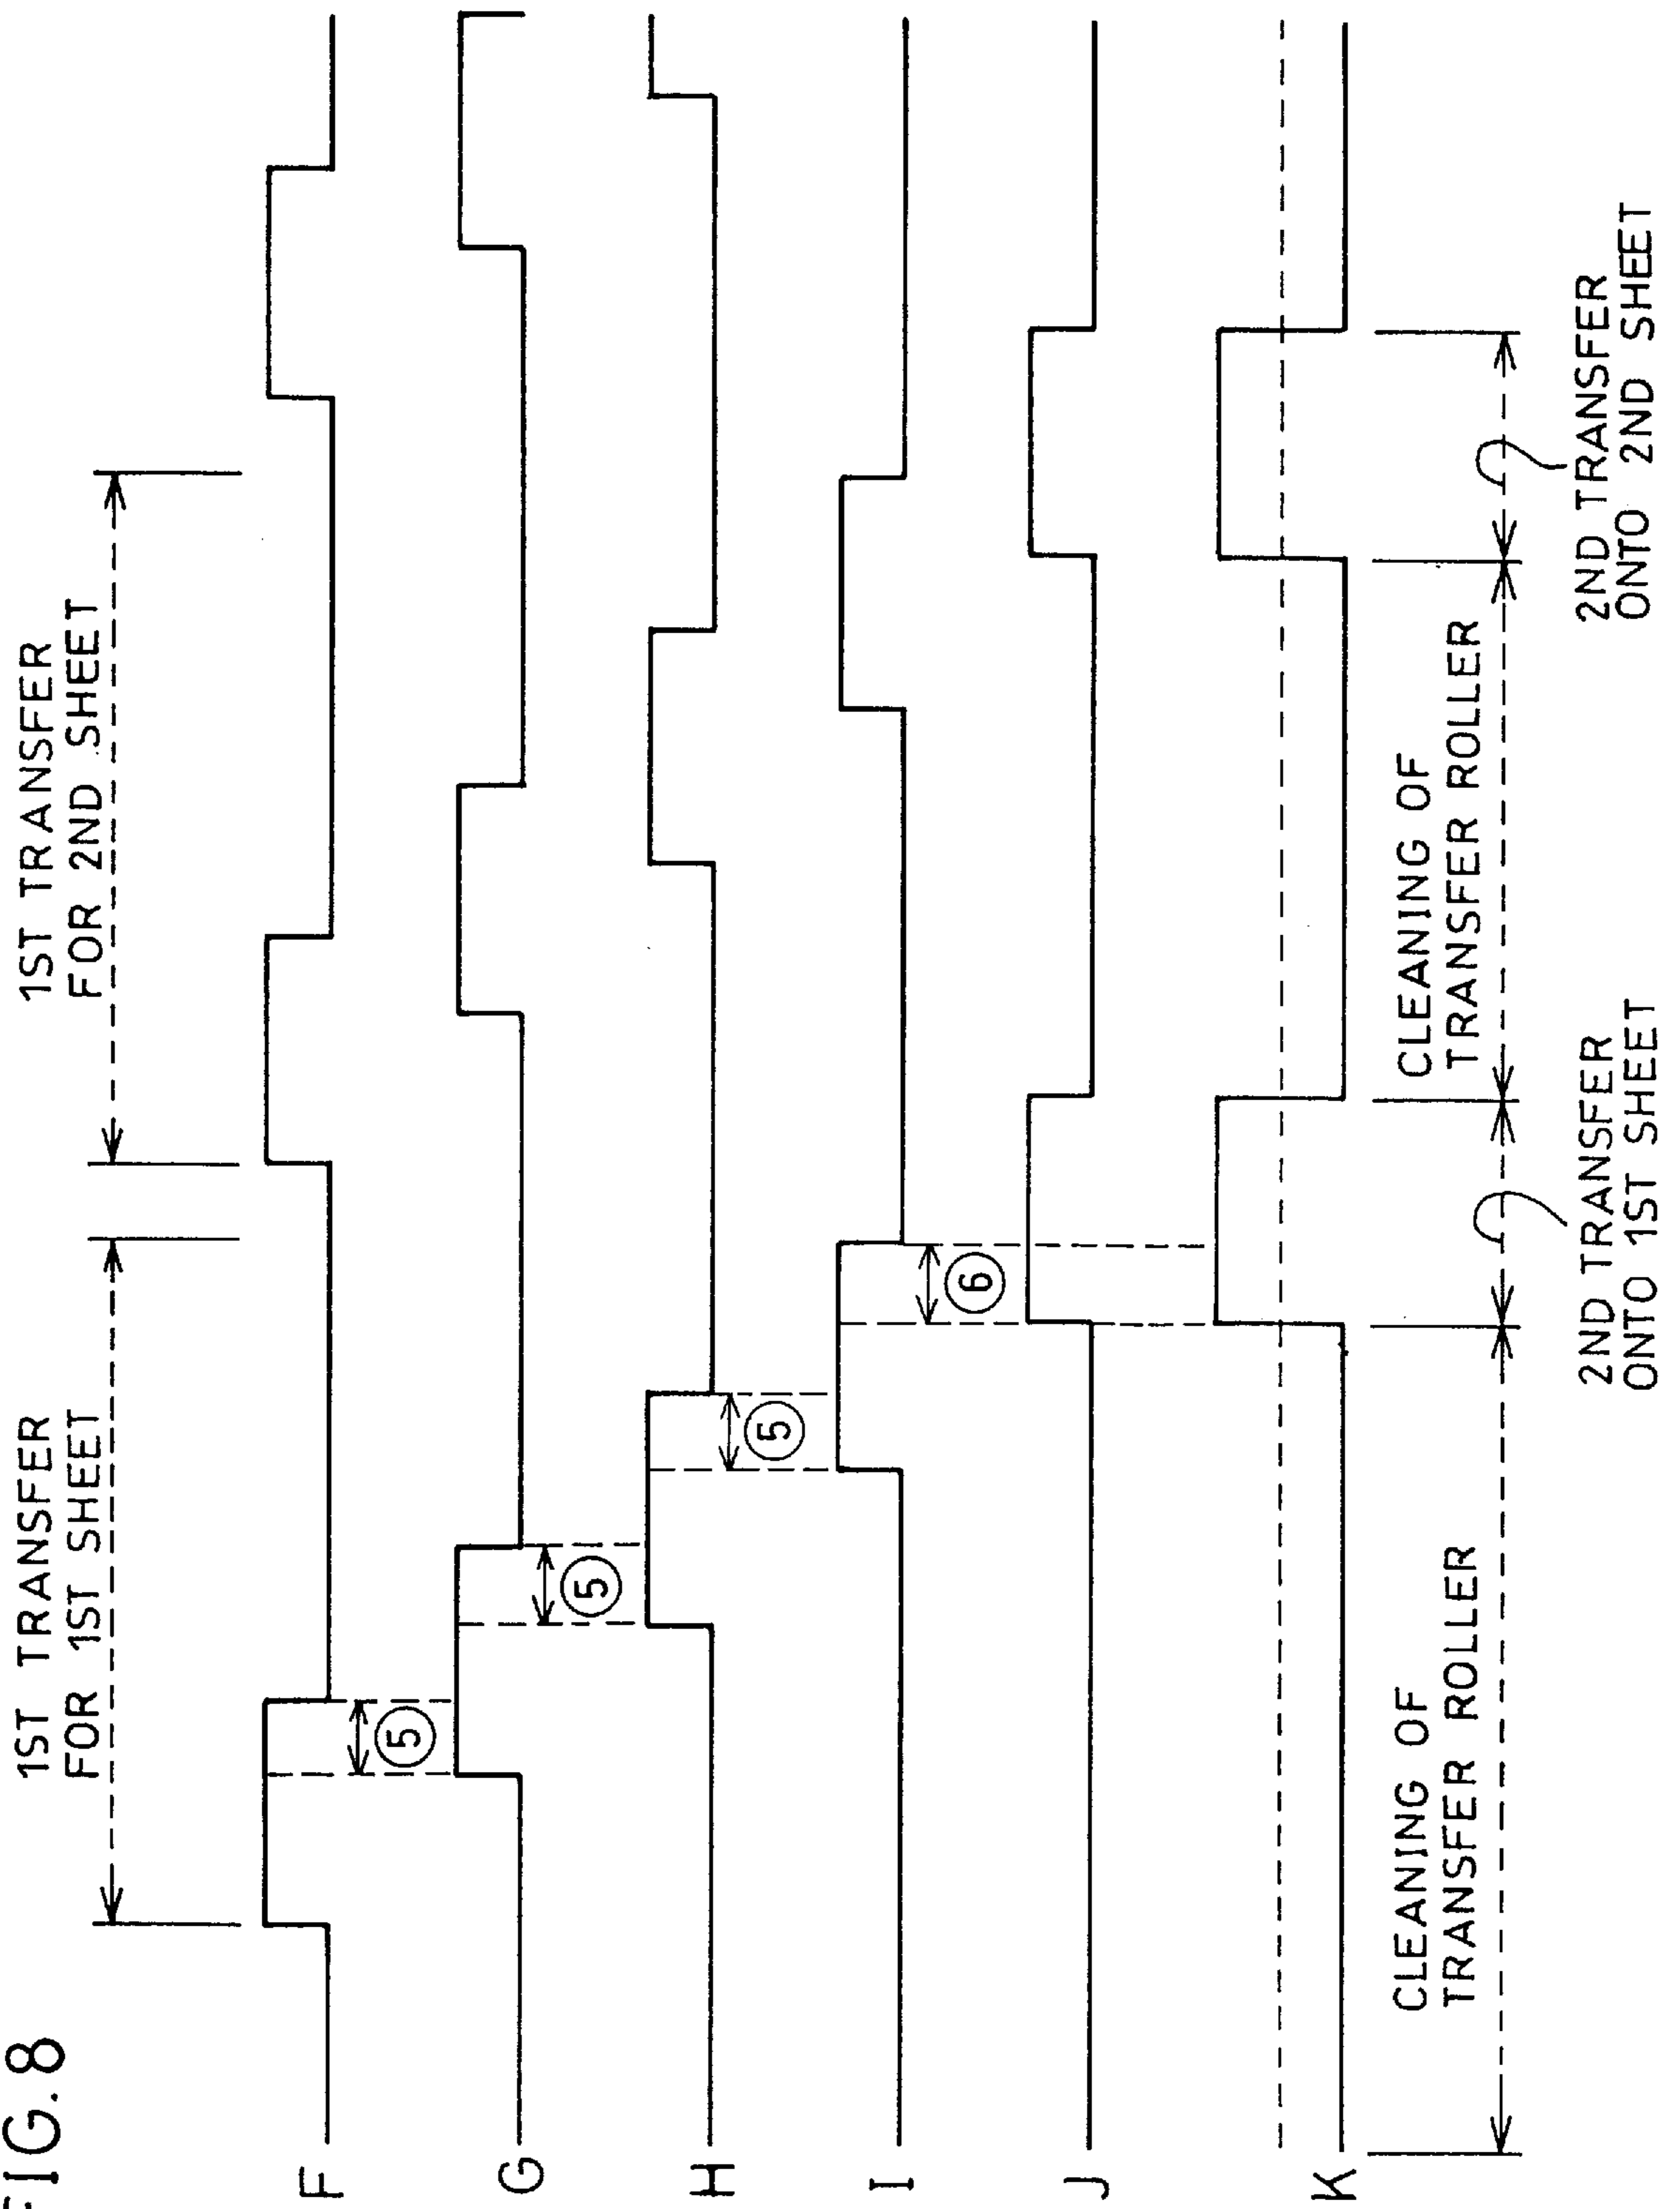 FIG. 8
1ST TRANSFER
FOR 1ST SHEET
1ST TRANSFER
FOR 2ND SHEET
F
5
G
5
H
5
I
6
J
K
CLEANING OF
TRANSFER ROLLER
CLEANING OF
TRANSFER ROLLER
2ND TRANSFER
ONTO 1ST SHEET
2ND TRANSFER
ONTO 2ND SHEET